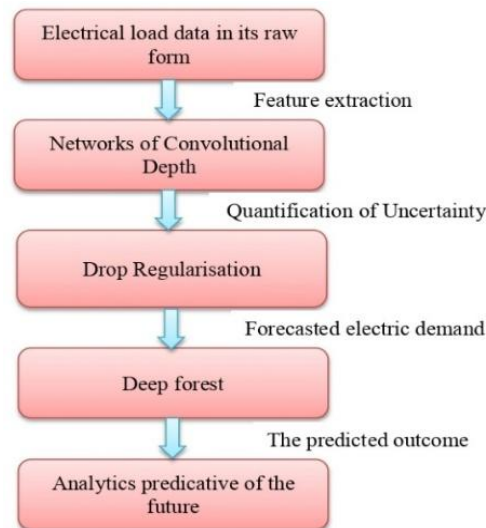 Electrical load data in its raw
form
Feature extraction
Networks of Convolutional
Depth
Quantification of Uncertainty
Drop Regularisation
Forecasted electric demand
Deep forest
The predicted outcome
Analytics predicative of the
future